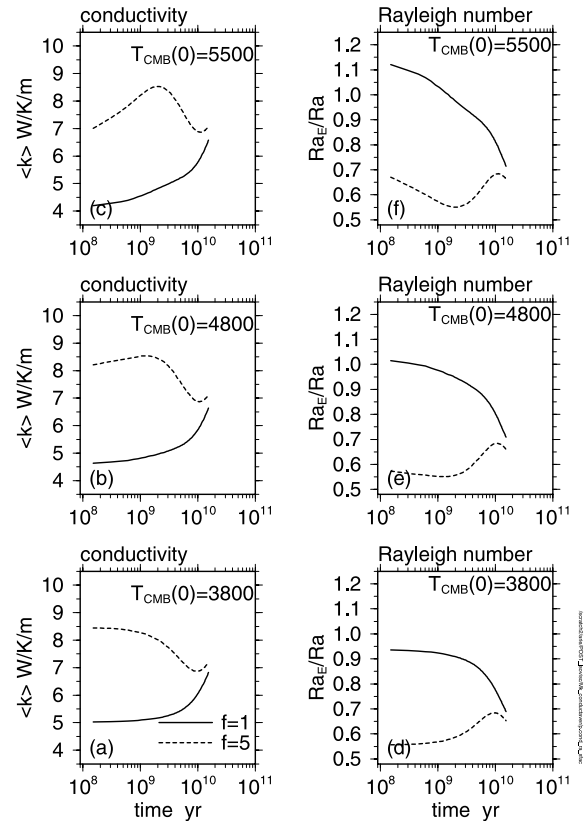 conductivity
T_CMB(0)=5500
<k> W/K/m
10
9
8
7
6
5
4
(c)
10^8 10^9 10^10 10^11
Rayleigh number
T_CMB(0)=5500
Ra_E/Ra
1.2
1.1
1.0
0.9
0.8
0.7
0.6
0.5
(f)
10^8 10^9 10^10 10^11
conductivity
T_CMB(0)=4800
<k> W/K/m
10
9
8
7
6
5
4
(b)
10^8 10^9 10^10 10^11
Rayleigh number
T_CMB(0)=4800
Ra_E/Ra
1.2
1.1
1.0
0.9
0.8
0.7
0.6
0.5
(e)
10^8 10^9 10^10 10^11
conductivity
T_CMB(0)=3800
<k> W/K/m
10
9
8
7
6
5
4
(a)
f=1
f=5
10^8 10^9 10^10 10^11
time yr
Rayleigh number
T_CMB(0)=3800
Ra_E/Ra
1.2
1.1
1.0
0.9
0.8
0.7
0.6
0.5
(d)
10^8 10^9 10^10 10^11
time yr